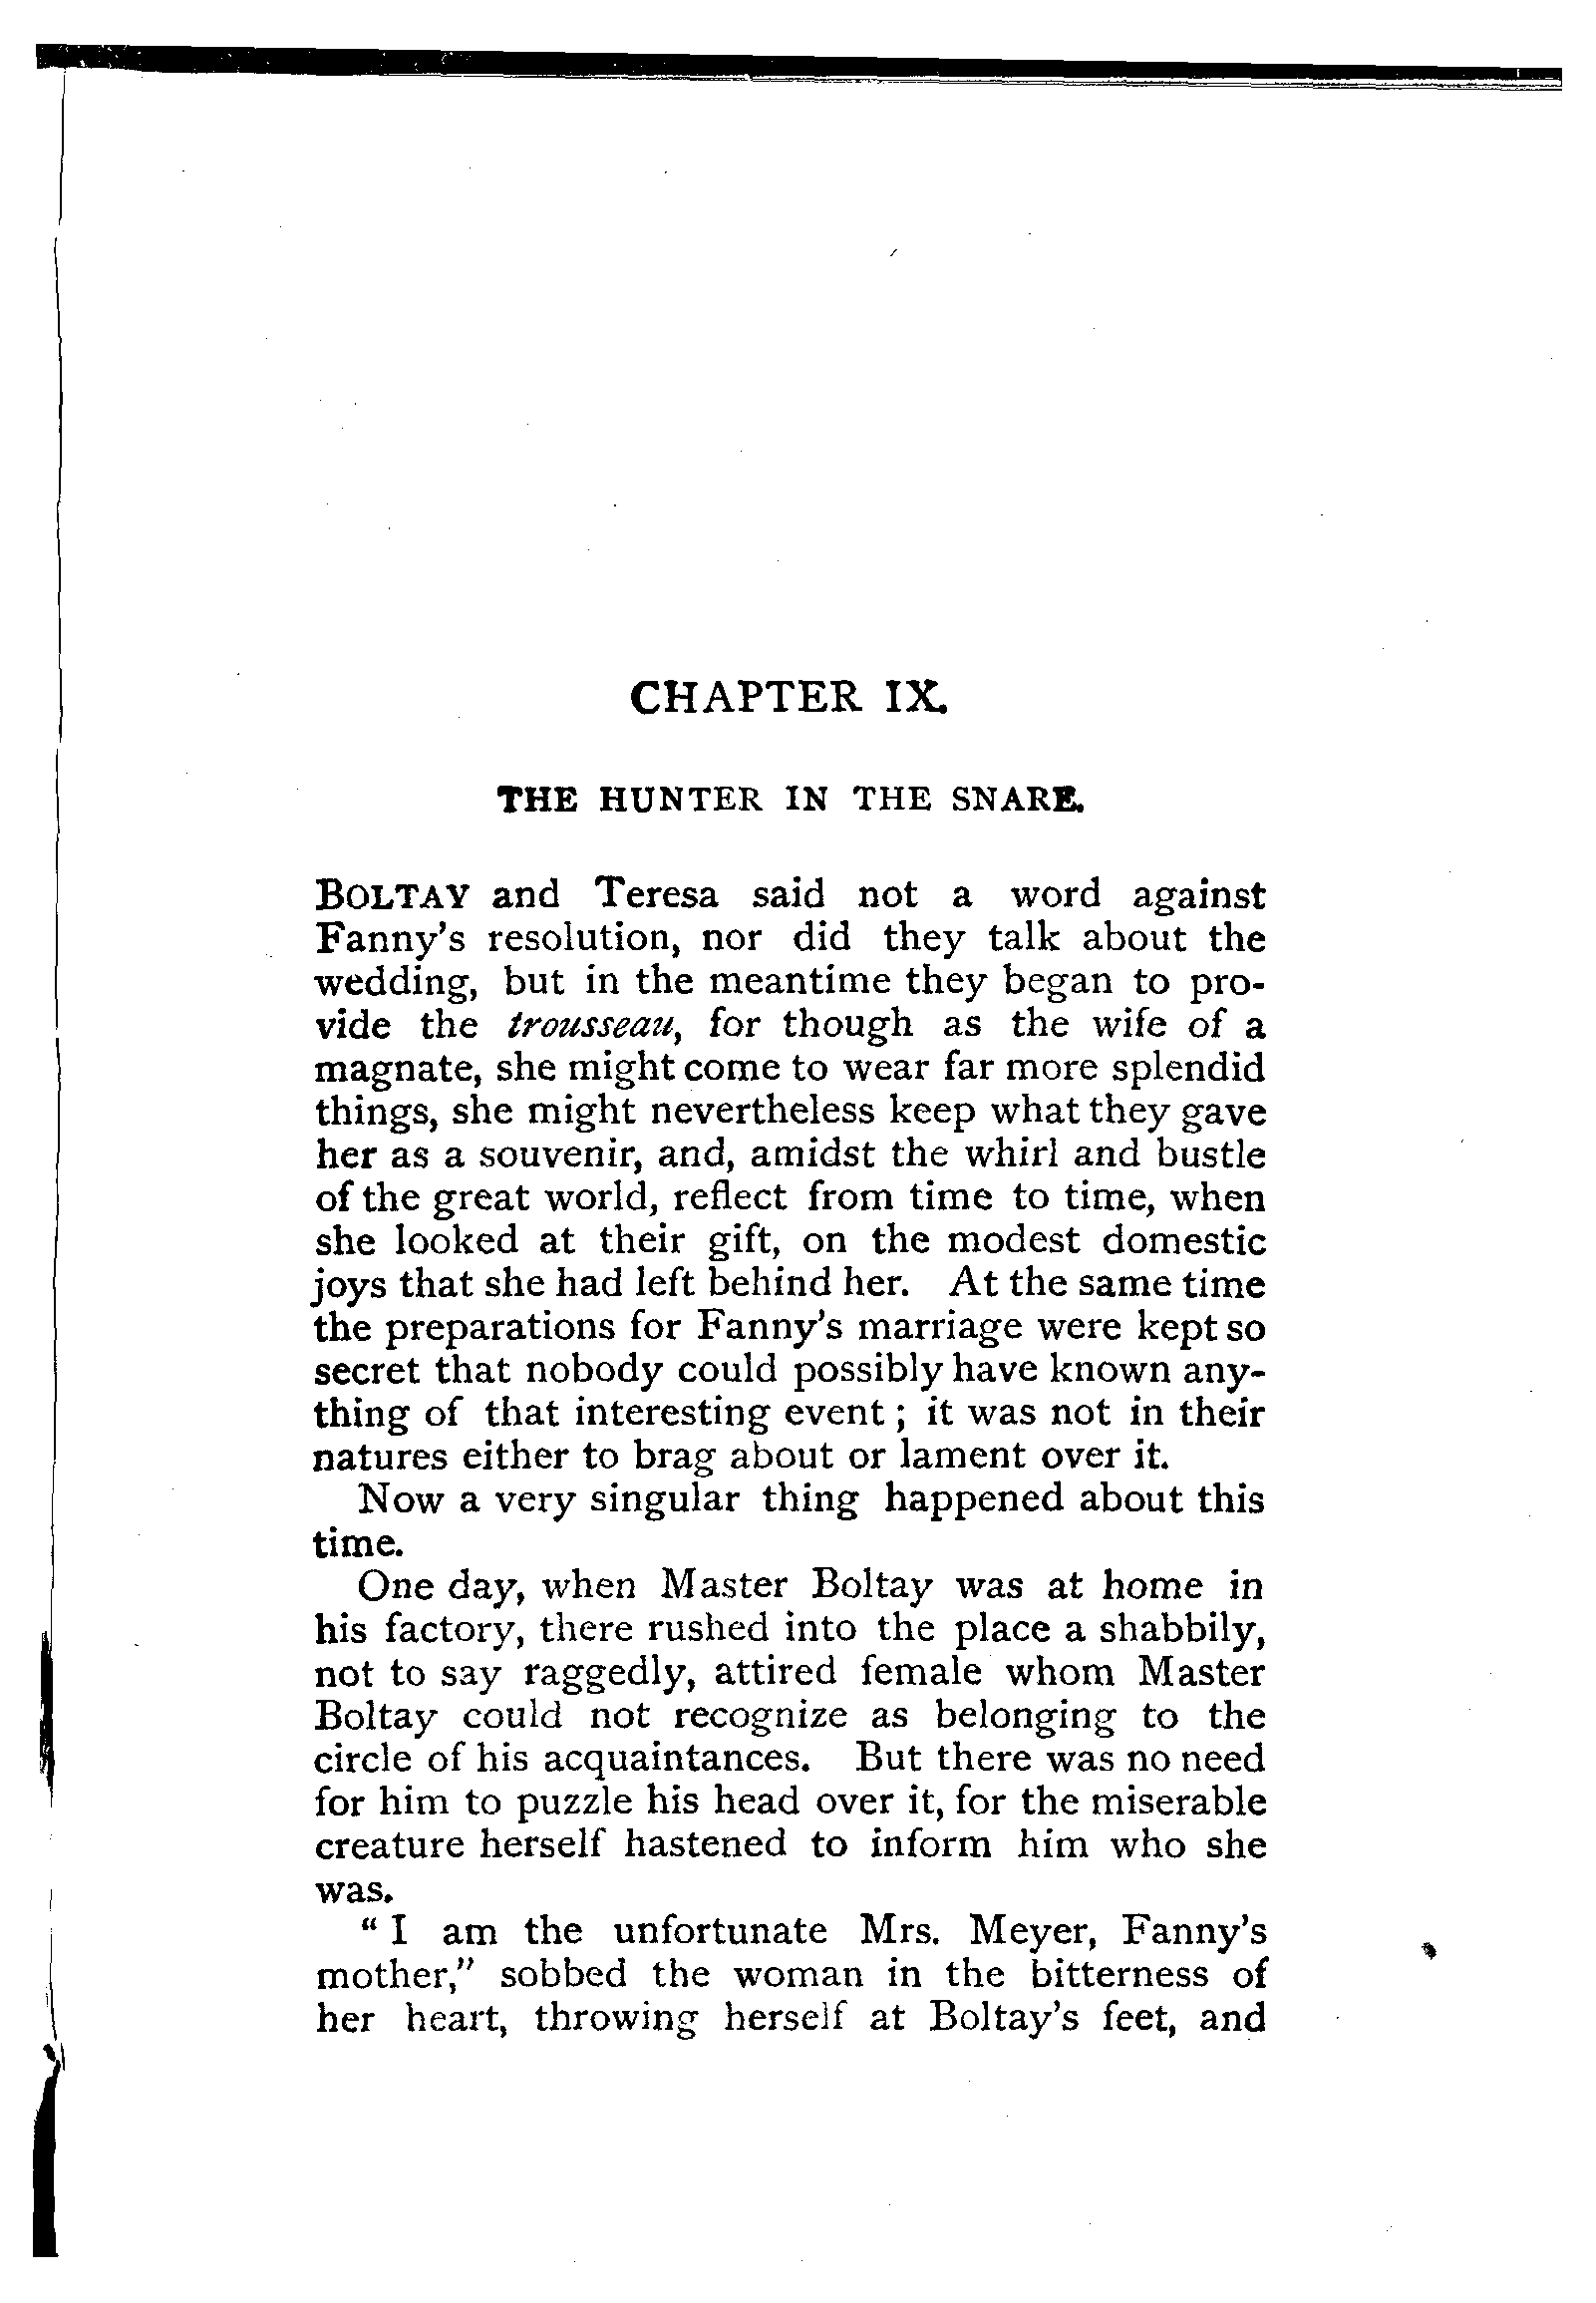 CHAPTER IX.
THE HUNTER IN THE SNARE.
BOLTAY and Teresa said not a word against
Fanny's resolution, nor did they talk about the
wedding, but in the meantime they began to pro-
vide the trousseau, for though as the wife of a
magnate, she might come to wear far more splendid
things, she might nevertheless keep what they gave
her as a souvenir, and, amidst the whirl and bustle
of the great world, reflect from time to time, when
she looked at their gift, on the modest domestic
joys that she had left behind her. At the same time
the preparations for Fanny's marriage were kept so
secret that nobody could possibly have known any-
thing of that interesting event ; it was not in their
natures either to brag about or lament over it.
Now a very singular thing happened about this
time.
One day, when Master Boltay was at home in
his factory, there rushed into the place a shabbily,
not to say raggedly, attired female whom Master
Boltay could not recognize as belonging to the
circle of his acquaintances. But there was no need
for him to puzzle his head over it, for the miserable
creature herself hastened to inform him who she
was.
" I am the unfortunate Mrs. Meyer, Fanny's
mother," sobbed the woman in the bitterness of
her heart, throwing herself at Boltay's feet, and